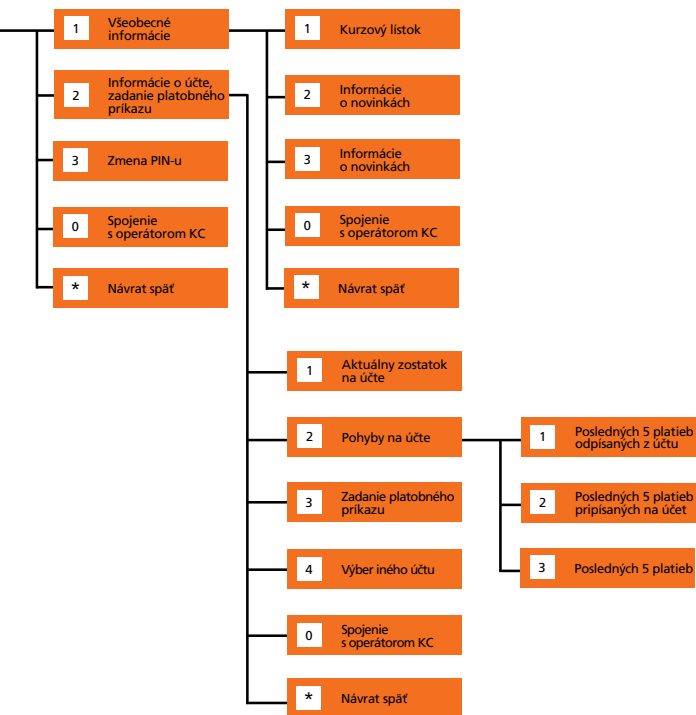 1 Všeobecné
informácie
2 Informácie o účte,
zadanie platobného
príkazu
3 Zmena PIN-u
0 Spojenie
s operátorom KC
* Návrat späť
1 Kurzový lístok
2 Informácie
o novinkách
3 Informácie
o novinkách
0 Spojenie
s operátorom KC
* Návrat späť
1 Aktuálny zostatok
na účte
2 Pohyby na účte
3 Zadanie platobného
príkazu
4 Výber iného účtu
0 Spojenie
s operátorom KC
* Návrat späť
1 Posledných 5 platieb
odpísaných z účtu
2 Posledných 5 platieb
pripísaných na účet
3 Posledných 5 platieb